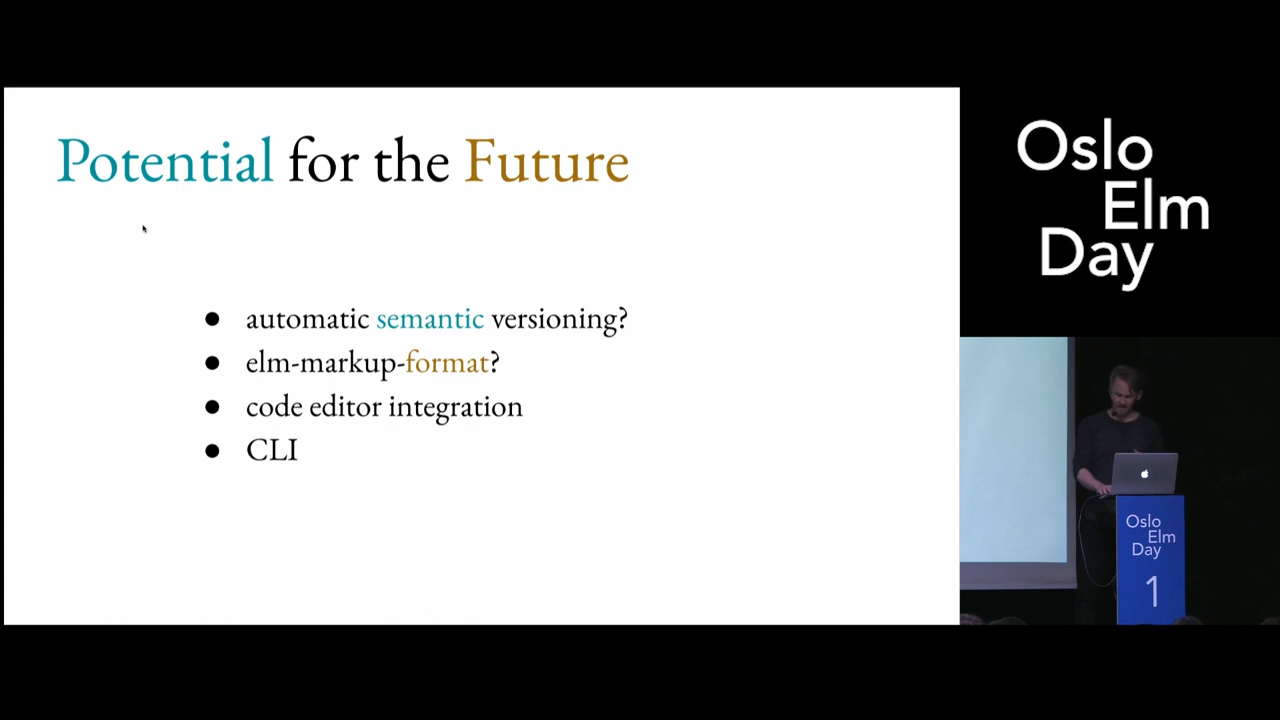 Potential for the Future
● automatic semantic versioning?
● elm-markup-format?
● code editor integration
● CLI
Oslo
Elm
Day
Oslo
Elm
Day
1